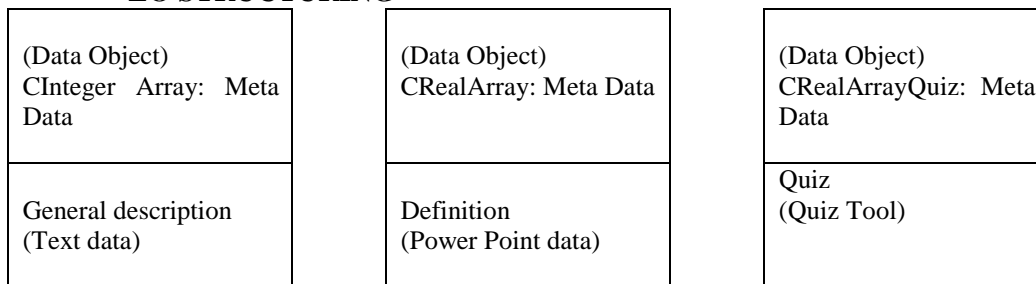 (Data Object)
CInteger Array: Meta
Data
General description
(Text data)
(Data Object)
CRealArray: Meta Data
Definition
(Power Point data)
(Data Object)
CRealArrayQuiz: Meta
Data
Quiz
(Quiz Tool)